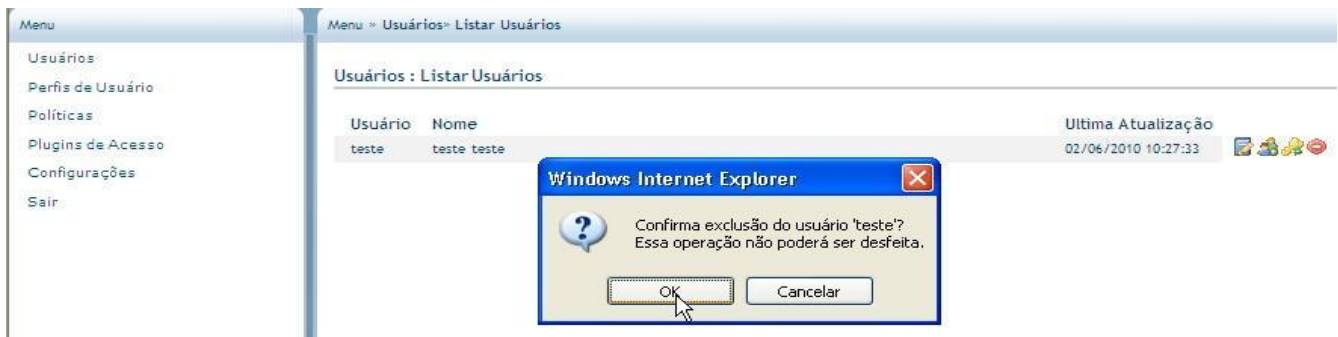 Menu
Menu » Usuários» Listar Usuários
Usuários
Perfis de Usuário
Políticas
Plugins de Acesso
Configurações
Sair
Usuários : Listar Usuários
Usuário Nome Ultima Atualização
teste teste teste 02/06/2010 10:27:33
Windows Internet Explorer
Confirma exclusão do usuário 'teste'?
Essa operação não poderá ser desfeita.
OK Cancelar